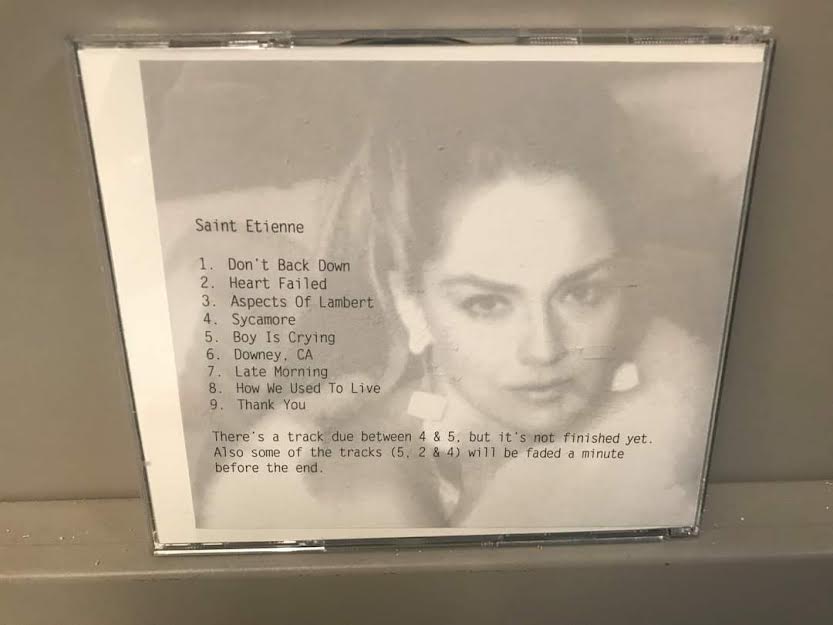 Saint Etienne
1. Don't Back Down
2. Heart Failed
3. Aspects Of Lambert
4. Sycamore
5. Boy Is Crying
6. Downey, CA
7. Late Morning
8. How We Used To Live
9. Thank You
There's a track due between 4 & 5, but it's not finished yet.
Also some of the tracks (5, 2 & 4) will be faded a minute
before the end.